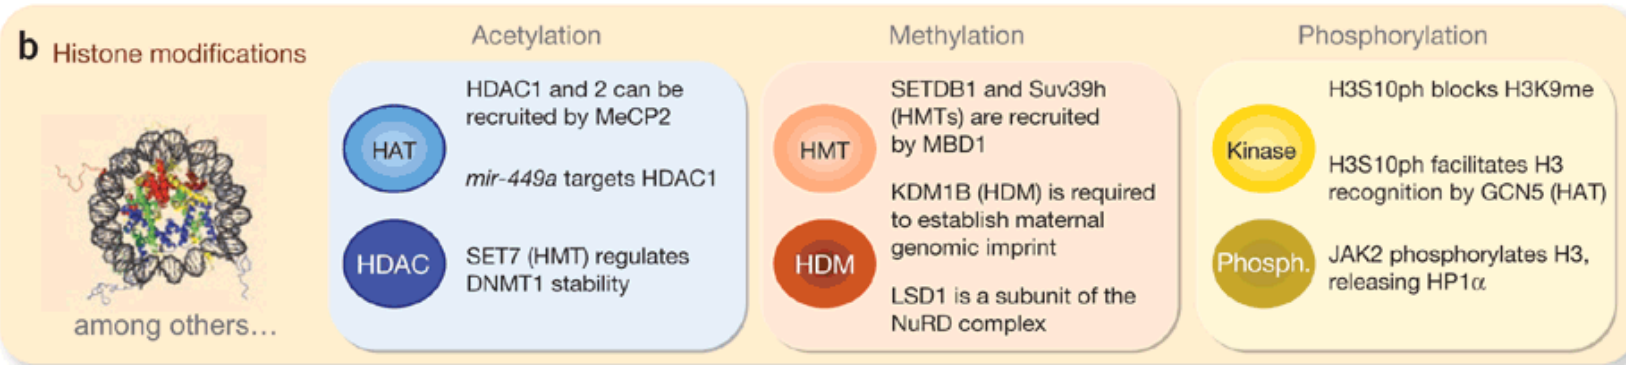 b Histone modifications
among others...
Acetylation
HAT
HDAC
HDAC1 and 2 can be
recruited by MeCP2
mir-449a targets HDAC1
SET7 (HMT) regulates
DNMT1 stability
Methylation
HMT
HDM
SETDB1 and Suv39h
(HMTs) are recruited
by MBD1
KDM1B (HDM) is required
to establish maternal
genomic imprint
LSD1 is a subunit of the
NuRD complex
Phosphorylation
Kinase
Phosph.
H3S10ph blocks H3K9me
H3S10ph facilitates H3
recognition by GCN5 (HAT)
JAK2 phosphorylates H3,
releasing HP1α